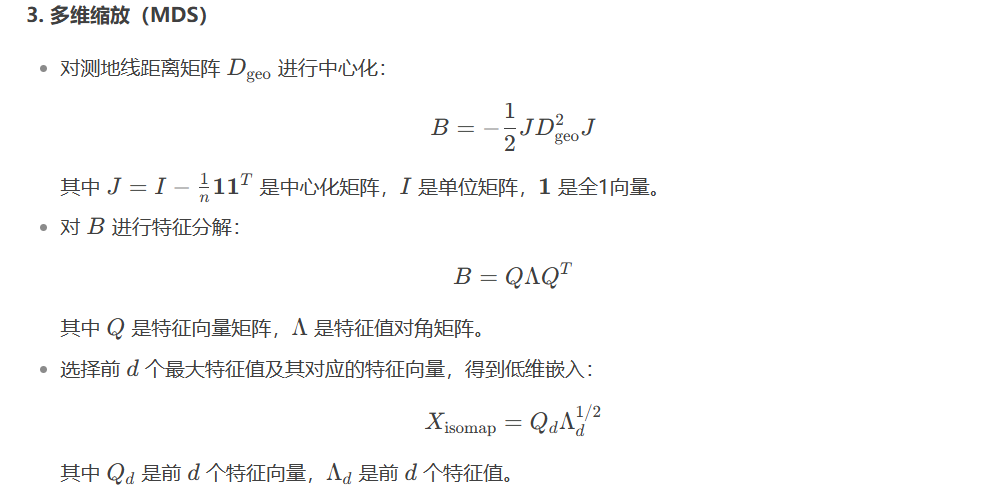 3. 多维缩放（MDS）
• 对测地线距离矩阵 $D_{\text{geo}}$ 进行中心化：
$B = -\frac{1}{2} J D_{\text{geo}}^2 J$
其中 $J = I - \frac{1}{n} \mathbf{1}\mathbf{1}^T$ 是中心化矩阵，$I$ 是单位矩阵，$\mathbf{1}$ 是全1向量。
• 对 $B$ 进行特征分解：
$B = Q \Lambda Q^T$
其中 $Q$ 是特征向量矩阵，$\Lambda$ 是特征值对角矩阵。
• 选择前 $d$ 个最大特征值及其对应的特征向量，得到低维嵌入：
$X_{\text{isomap}} = Q_d \Lambda_d^{1/2}$
其中 $Q_d$ 是前 $d$ 个特征向量，$\Lambda_d$ 是前 $d$ 个特征值。